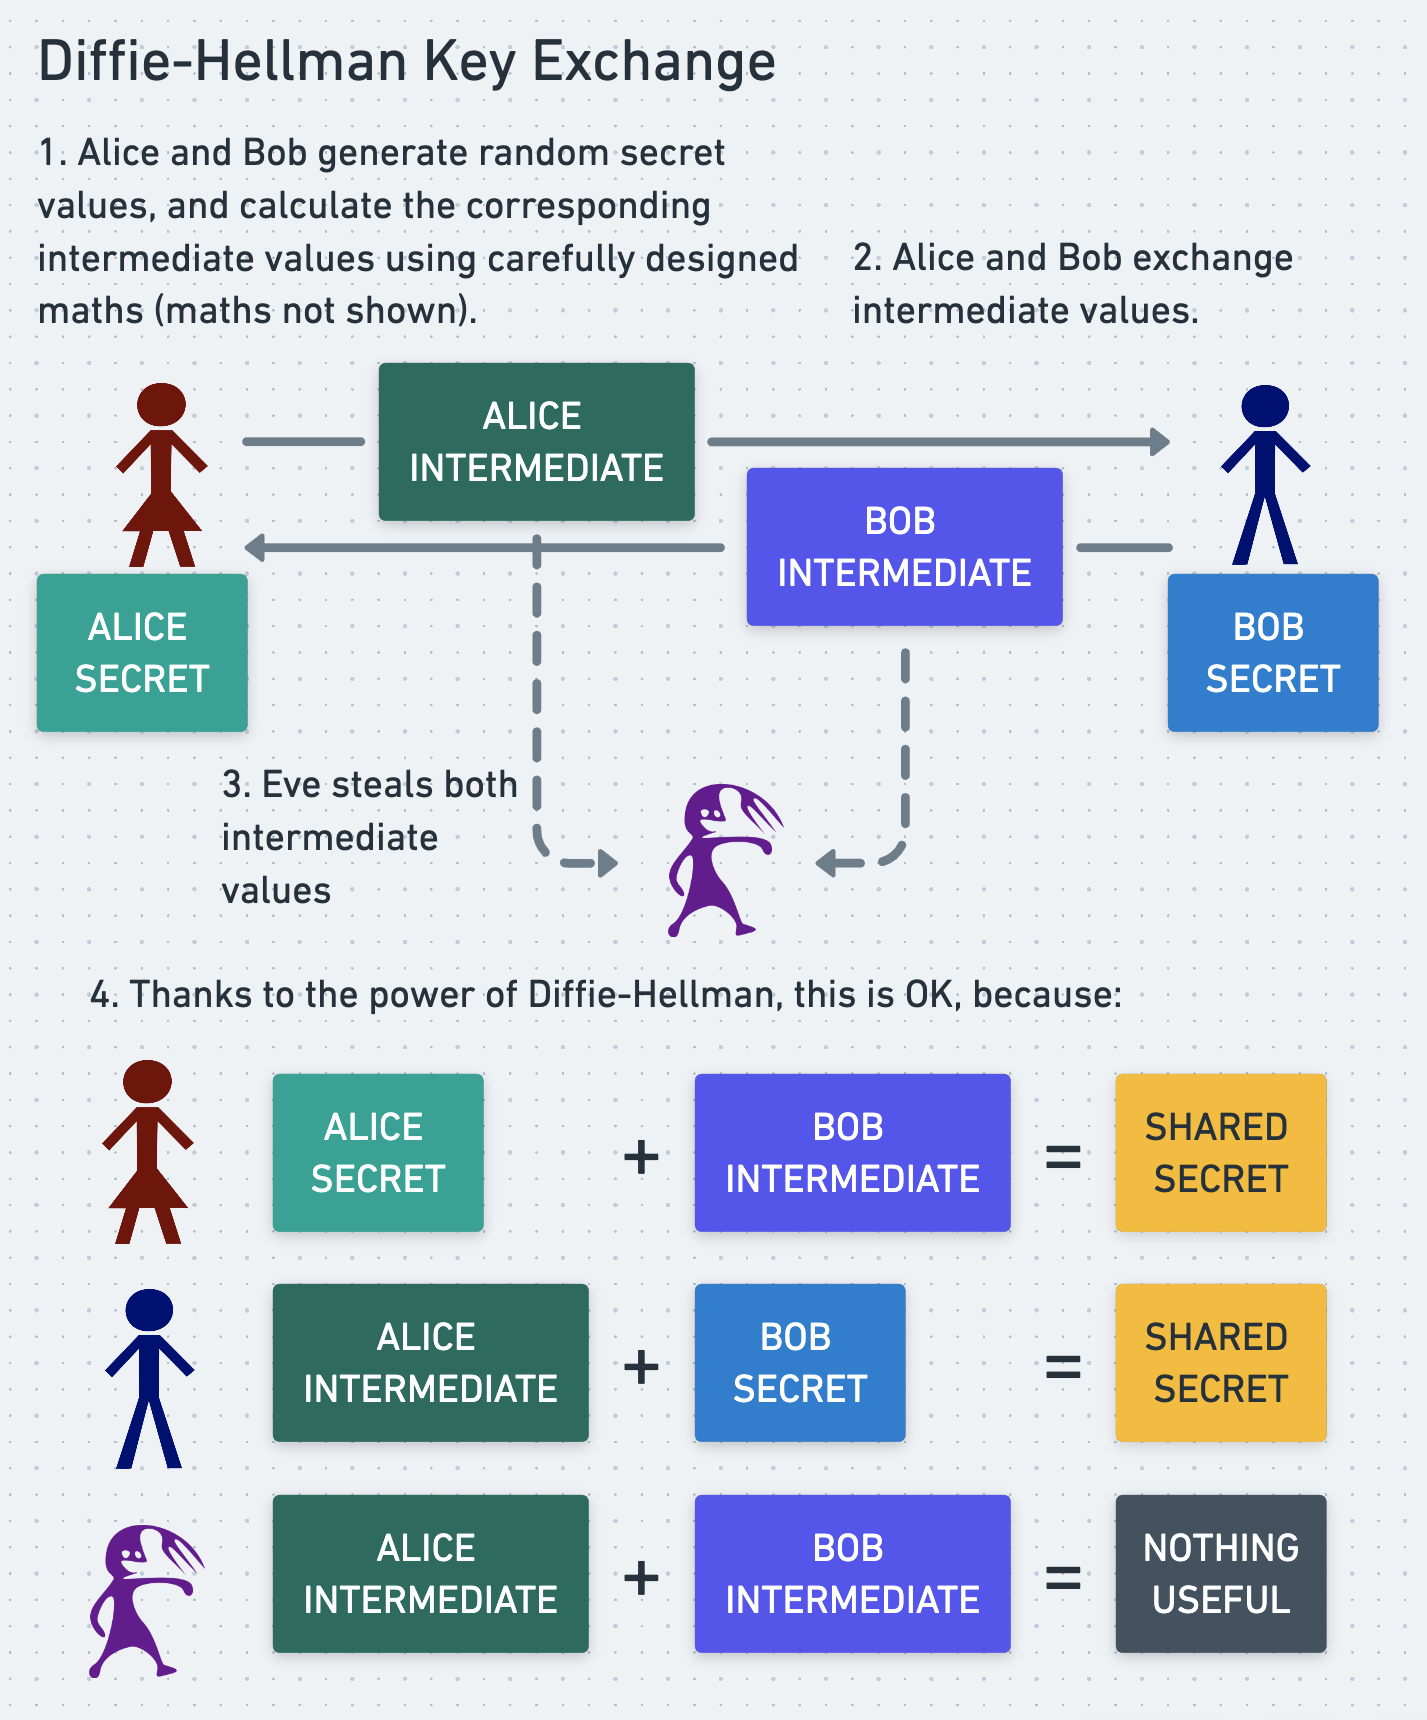 Diffie-Hellman Key Exchange
1. Alice and Bob generate random secret
values, and calculate the corresponding
intermediate values using carefully designed
maths (maths not shown).
2. Alice and Bob exchange
intermediate values.
ALICE
INTERMEDIATE
BOB
INTERMEDIATE
ALICE
SECRET
BOB
SECRET
3. Eve steals both
intermediate
values
4. Thanks to the power of Diffie-Hellman, this is OK, because:
ALICE
SECRET
+
BOB
INTERMEDIATE
=
SHARED
SECRET
ALICE
INTERMEDIATE
+
BOB
SECRET
=
SHARED
SECRET
ALICE
INTERMEDIATE
+
BOB
INTERMEDIATE
=
NOTHING
USEFUL